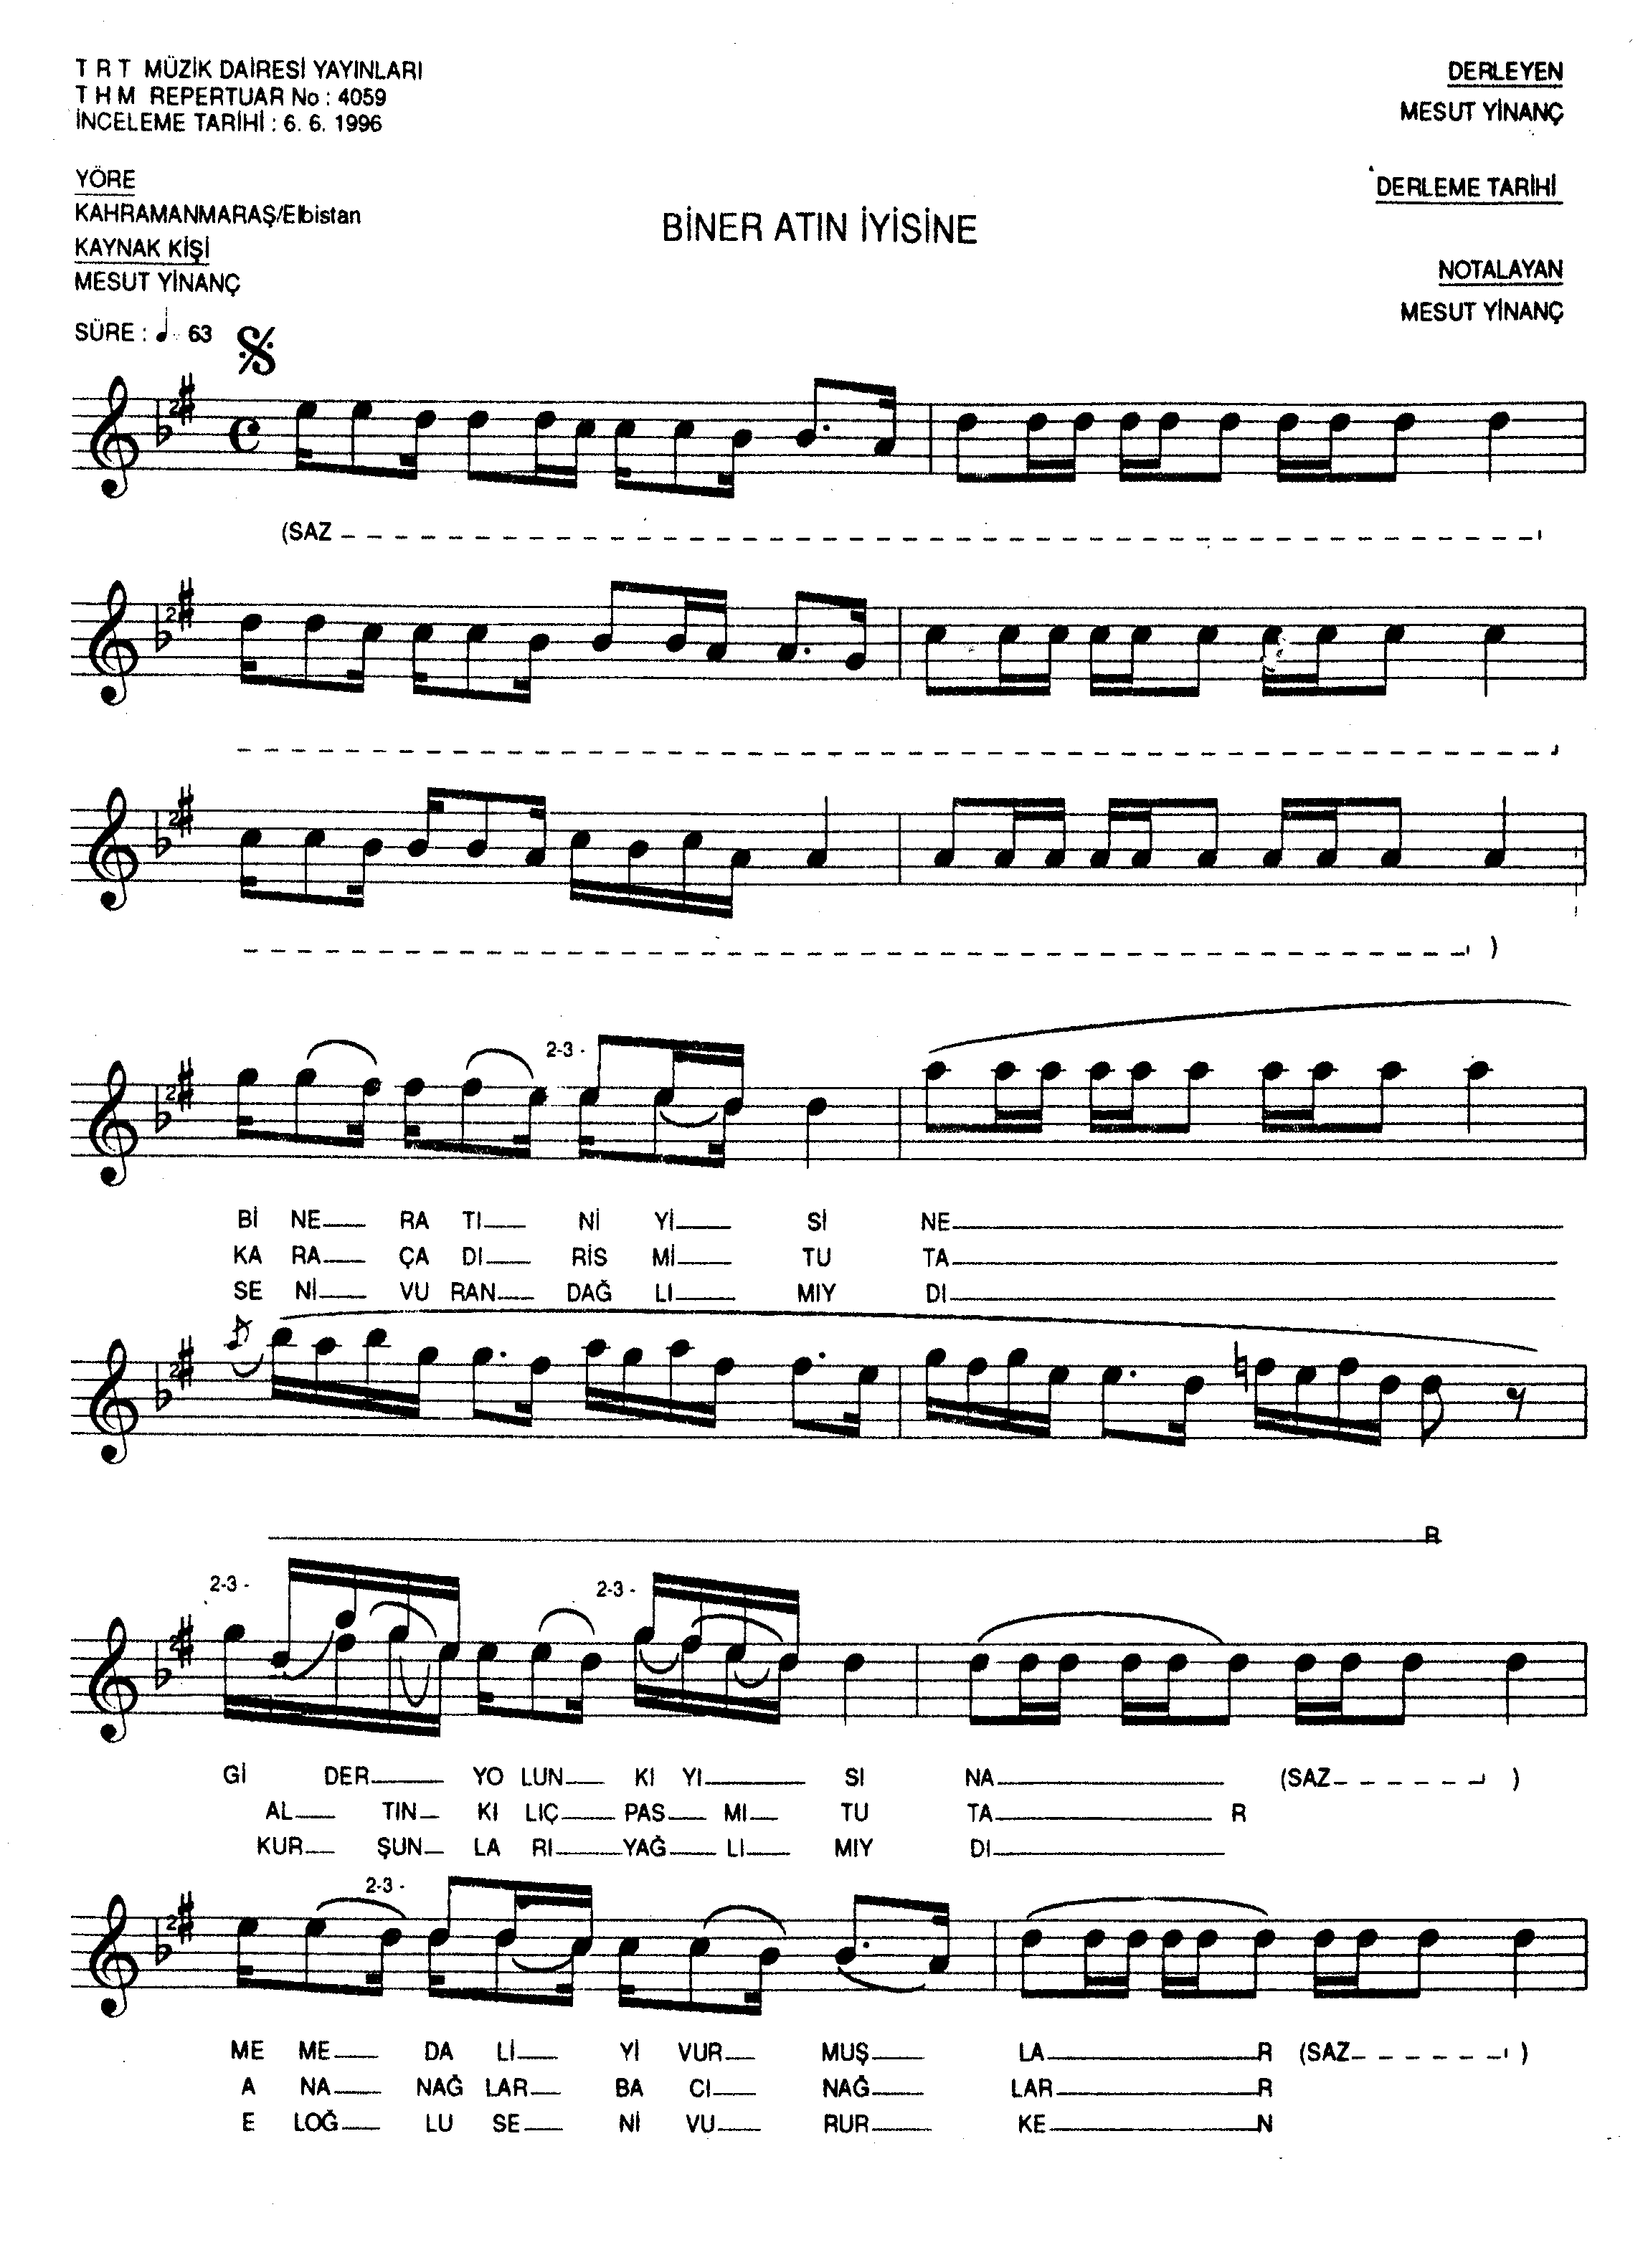 T R T MÜZİK DAİRESİ YAYINLARI
T H M REPERTUAR No : 4059
İNCELEME TARİHİ : 6. 6. 1996
DERLEYEN
MESUT YİNANÇ
YÖRE
KAHRAMANMARAŞ/Elbistan
KAYNAK KİŞİ
MESUT YİNANÇ
BİNER ATIN İYİSİNE
DERLEME TARİHİ
NOTALAYAN
MESUT YİNANÇ
SÜRE : 63
(SAZ
)
2-3 -
Bİ NE RA TI Nİ Yİ Sİ NE
KA RA ÇA DI RİS Mİ TU TA
SE Nİ VU RAN DAĞ LI MIY DI
R
2-3 - 2-3 -
Gİ DER YO LUN KI YI SI NA (SAZ )
AL TIN KI LIÇ PAS MI TU TA R
KUR ŞUN LA RI YAĞ LI MIY DI
2-3 -
ME ME DA Lİ Yİ VUR MUŞ LA R (SAZ )
A NA NAĞ LAR BA CI NAĞ LAR R
E LOĞ LU SE Nİ VU RUR KE N